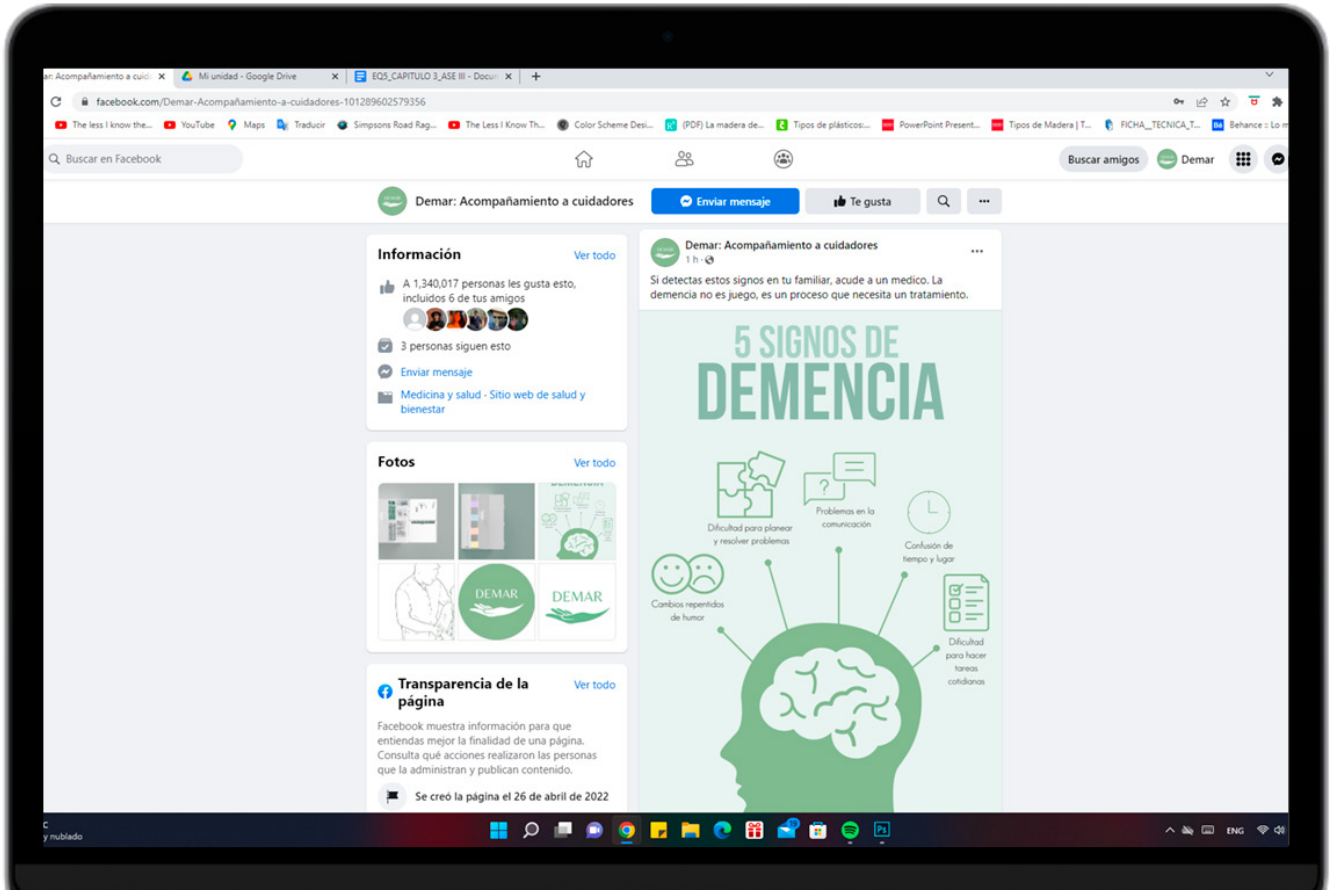 ar: Acompañamiento a cuida
Mi unidad - Google Drive
EQ5_CAPITULO 3_ASE III - Docun
facebook.com/Demar-Acompañamiento-a-cuidadores-101289602579356
The less I know the...
YouTube
Maps
Traducir
Simpsons Road Rag...
The Less I Know Th...
Color Scheme Desi...
(PDF) La madera de...
Tipos de plásticos:...
PowerPoint Present...
Tipos de Madera | T...
FICHA__TECNICA_T...
Behance :: Lo m
Buscar en Facebook
Buscar amigos
Demar
Demar: Acompañamiento a cuidadores
Enviar mensaje
Te gusta
Información
Ver todo
A 1,340,017 personas les gusta esto,
incluidos 6 de tus amigos
3 personas siguen esto
Enviar mensaje
Medicina y salud · Sitio web de salud y
bienestar
Fotos
Ver todo
DEMENCIA
DEMAR
DEMAR
Transparencia de la
página
Ver todo
Facebook muestra información para que
entiendas mejor la finalidad de una página.
Consulta qué acciones realizaron las personas
que la administran y publican contenido.
Se creó la página el 26 de abril de 2022
Demar: Acompañamiento a cuidadores
1 h ·
Si detectas estos signos en tu familiar, acude a un medico. La
demencia no es juego, es un proceso que necesita un tratamiento.
5 SIGNOS DE
DEMENCIA
Dificultad para planear
y resolver problemas
Problemas en la
comunicación
Confusión de
tiempo y lugar
Cambios repentidos
de humor
Dificultad
para hacer
tareas
cotidianas
C
y nublado
19
Ps
ENG